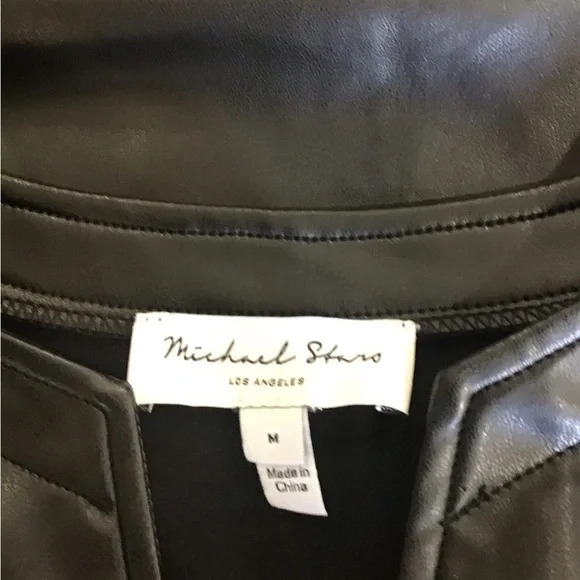 Michael Stars
LOS ANGELES
M
Made in
China